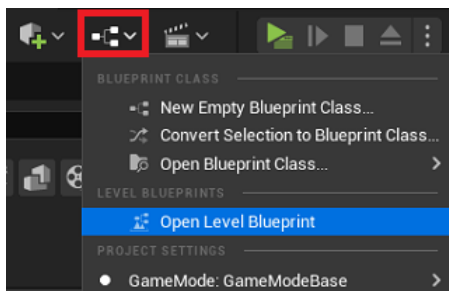 BLUEPRINT CLASS
New Empty Blueprint Class...
Convert Selection to Blueprint Class...
Open Blueprint Class...
LEVEL BLUEPRINTS
Open Level Blueprint
PROJECT SETTINGS
GameMode: GameModeBase